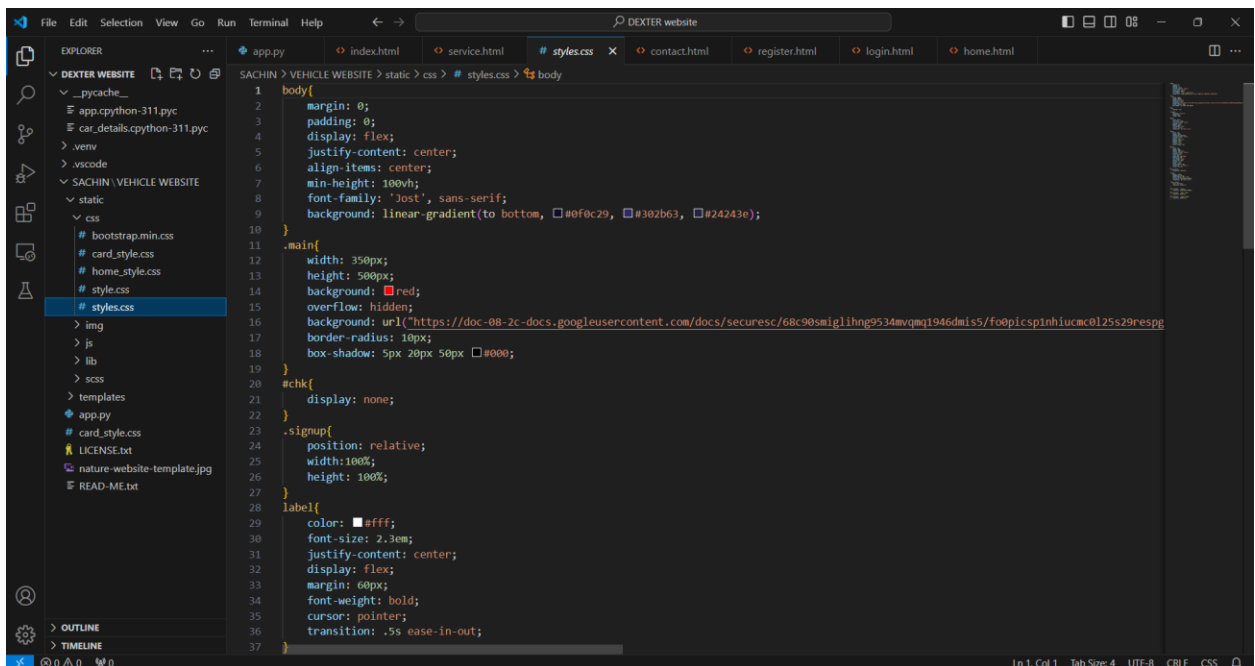 File Edit Selection View Go Run Terminal Help ← → DEXTER website
EXPLORER ...
app.py index.html service.html # styles.css × contact.html register.html login.html home.html ...
DEXTER WEBSITE
__pycache__
app.cpython-311.pyc
car_details.cpython-311.pyc
.venv
.vscode
SACHIN \ VEHICLE WEBSITE
static
css
# bootstrap.min.css
# card_style.css
# home_style.css
# style.css
# styles.css
img
js
lib
scss
templates
app.py
# card_style.css
LICENSE.txt
nature-website-template.jpg
READ-ME.txt
OUTLINE
TIMELINE
SACHIN > VEHICLE WEBSITE > static > css > # styles.css > body
1 body{
2 margin: 0;
3 padding: 0;
4 display: flex;
5 justify-content: center;
6 align-items: center;
7 min-height: 100vh;
8 font-family: 'Jost', sans-serif;
9 background: linear-gradient(to bottom, #0f0c29, #302b63, #24243e);
10 }
11 .main{
12 width: 350px;
13 height: 500px;
14 background: red;
15 overflow: hidden;
16 background: url("https://doc-08-2c-docs.googleusercontent.com/docs/securesc/68c90smiglihng9534mvqmq1946dmis5/fo0picsp1nhiucmc0l25s29respg
17 border-radius: 10px;
18 box-shadow: 5px 20px 50px #000;
19 }
20 #chk{
21 display: none;
22 }
23 .signup{
24 position: relative;
25 width:100%;
26 height: 100%;
27 }
28 label{
29 color: #fff;
30 font-size: 2.3em;
31 justify-content: center;
32 display: flex;
33 margin: 60px;
34 font-weight: bold;
35 cursor: pointer;
36 transition: .5s ease-in-out;
37 }
0 0 0 Ln 1, Col 1 Tab Size: 4 UTF-8 CRLF CSS